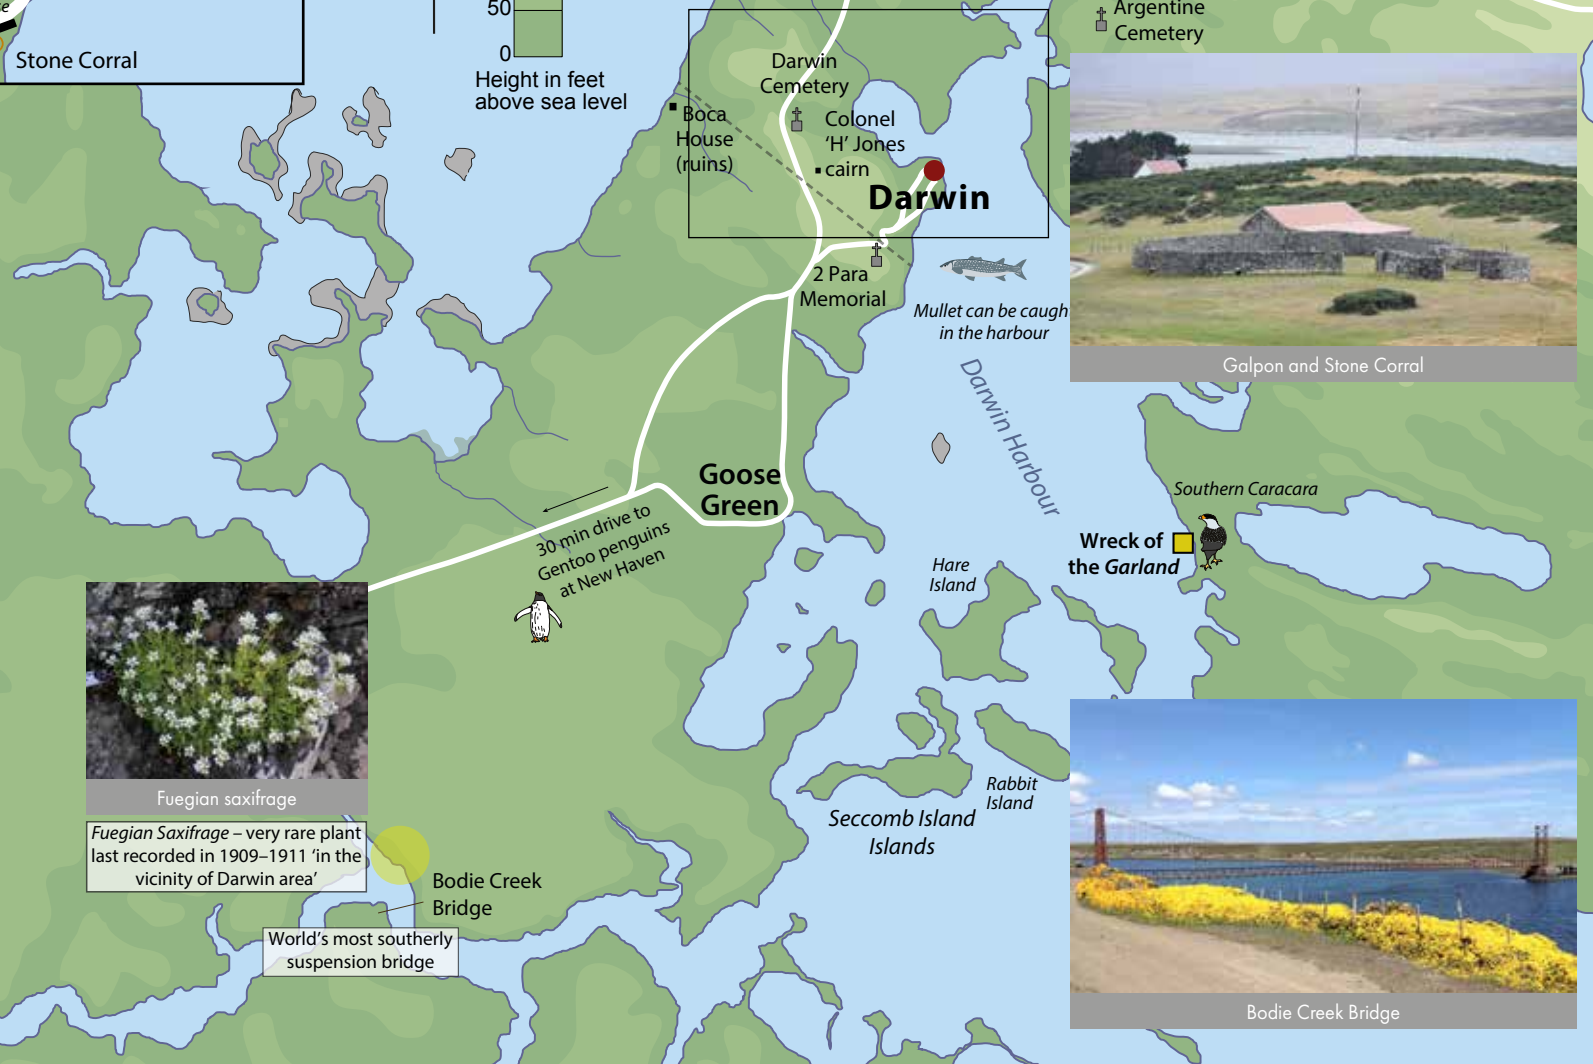 Stone Corral
50
0
Height in feet
above sea level
Darwin
Cemetery
Boca
House
(ruins)
Colonel
‘H’ Jones
cairn
Darwin
2 Para
Memorial
Argentine
Cemetery
Mullet can be caugh
in the harbour
Galpon and Stone Corral
Darwin Harbour
Goose
Green
30 min drive to
Gentoo penguins
at New Haven
Southern Caracara
Wreck of
the Garland
Hare
Island
Rabbit
Island
Seccomb Island
Islands
Fuegian saxifrage
Fuegian Saxifrage – very rare plant
last recorded in 1909–1911 ‘in the
vicinity of Darwin area’
Bodie Creek
Bridge
World’s most southerly
suspension bridge
Bodie Creek Bridge